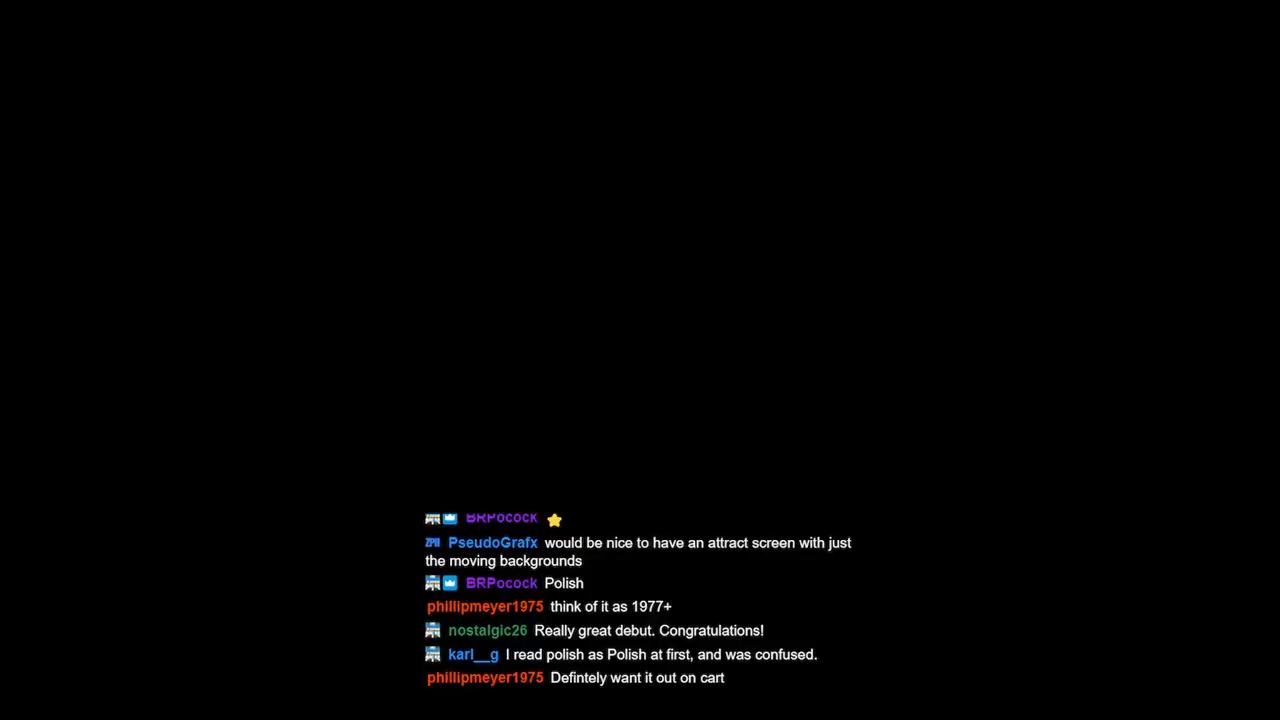 BRPocock
ZPH PseudoGrafx would be nice to have an attract screen with just
the moving backgrounds
BRPocock Polish
phillipmeyer1975 think of it as 1977+
nostalgic26 Really great debut. Congratulations!
karl__g I read polish as Polish at first, and was confused.
phillipmeyer1975 Defintely want it out on cart